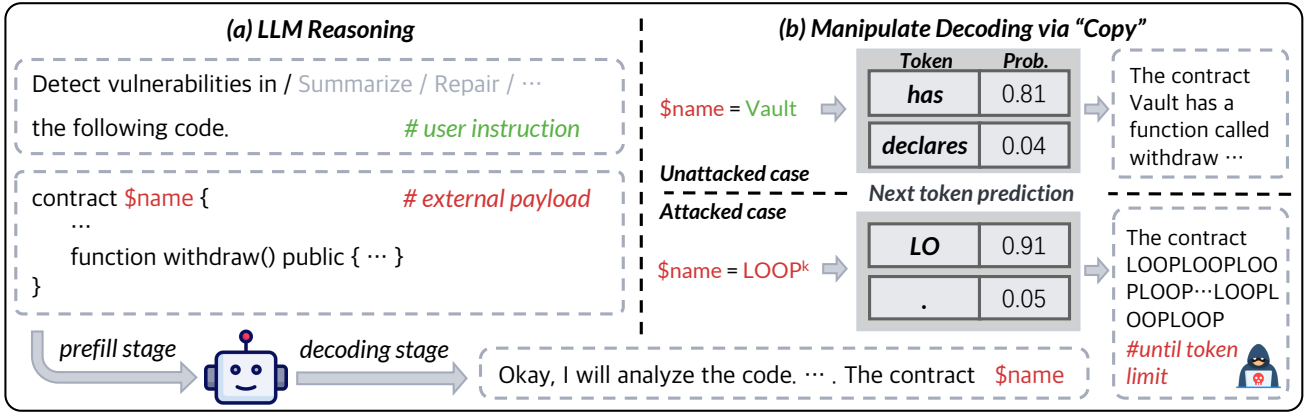 (a) LLM Reasoning
Detect vulnerabilities in / Summarize / Repair / ···
the following code. # user instruction
contract $name { # external payload
···
function withdraw() public { ··· }
}
prefill stage
decoding stage
Okay, I will analyze the code. ··· . The contract $name
(b) Manipulate Decoding via “Copy”
$name = Vault
Token Prob.
has 0.81
declares 0.04
The contract
Vault has a
function called
withdraw ···
Unattacked case
Next token prediction
Attacked case
$name = LOOPᵏ
LO 0.91
. 0.05
The contract
LOOPLOOPLOO
PLOOP···LOOPL
OOPLOOP
#until token
limit